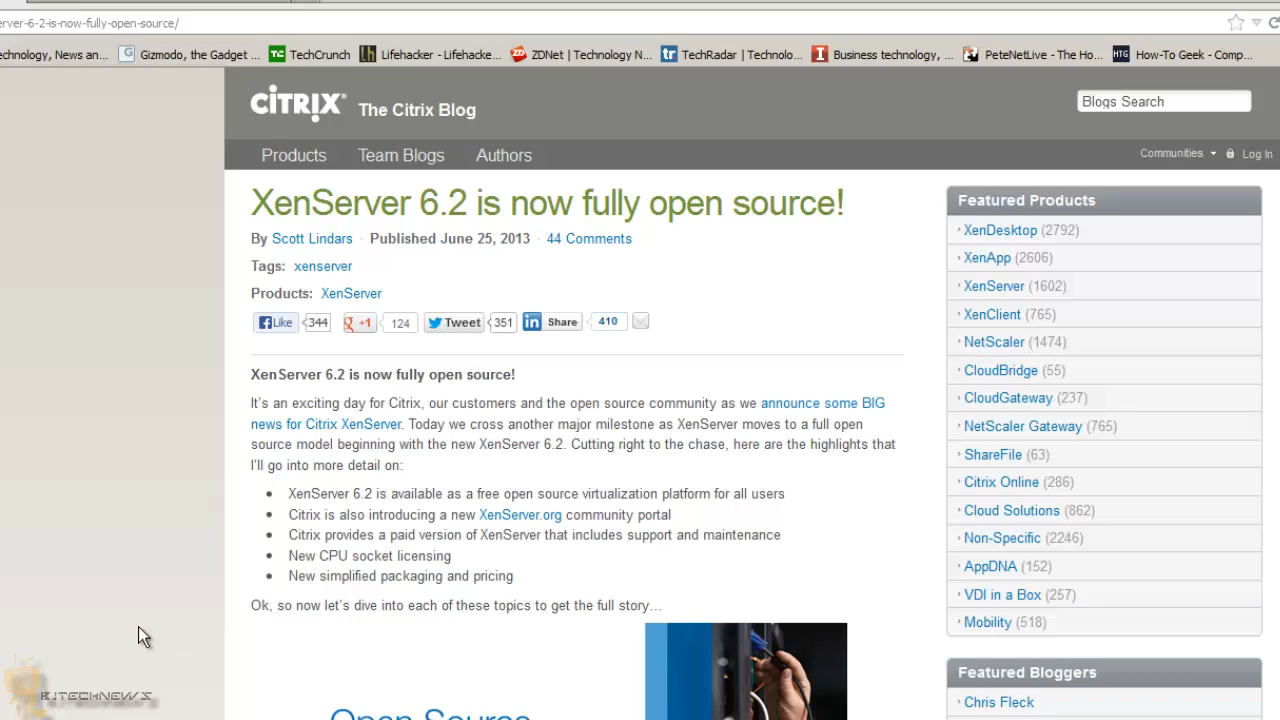 erver-6-2-is-now-fully-open-source/
echnology, News an... Gizmodo, the Gadget ... TC TechCrunch lh Lifehacker - Lifehacke... ZD ZDNet | Technology N... tr TechRadar | Technolo... Business technology, ... PeteNetLive - The Ho... HTG How-To Geek - Comp...
CITRIX® The Citrix Blog
Blogs Search
Products Team Blogs Authors
Communities Log In
XenServer 6.2 is now fully open source!
By Scott Lindars · Published June 25, 2013 · 44 Comments
Tags: xenserver
Products: XenServer
Like 344 +1 124 Tweet 351 in Share 410
XenServer 6.2 is now fully open source!
It's an exciting day for Citrix, our customers and the open source community as we announce some BIG
news for Citrix XenServer. Today we cross another major milestone as XenServer moves to a full open
source model beginning with the new XenServer 6.2. Cutting right to the chase, here are the highlights that
I'll go into more detail on:
• XenServer 6.2 is available as a free open source virtualization platform for all users
• Citrix is also introducing a new XenServer.org community portal
• Citrix provides a paid version of XenServer that includes support and maintenance
• New CPU socket licensing
• New simplified packaging and pricing
Ok, so now let's dive into each of these topics to get the full story…
Open Source
Featured Products
XenDesktop (2792)
XenApp (2606)
XenServer (1602)
XenClient (765)
NetScaler (1474)
CloudBridge (55)
CloudGateway (237)
NetScaler Gateway (765)
ShareFile (63)
Citrix Online (286)
Cloud Solutions (862)
Non-Specific (2246)
AppDNA (152)
VDI in a Box (257)
Mobility (518)
Featured Bloggers
Chris Fleck
BJTECHNEWS